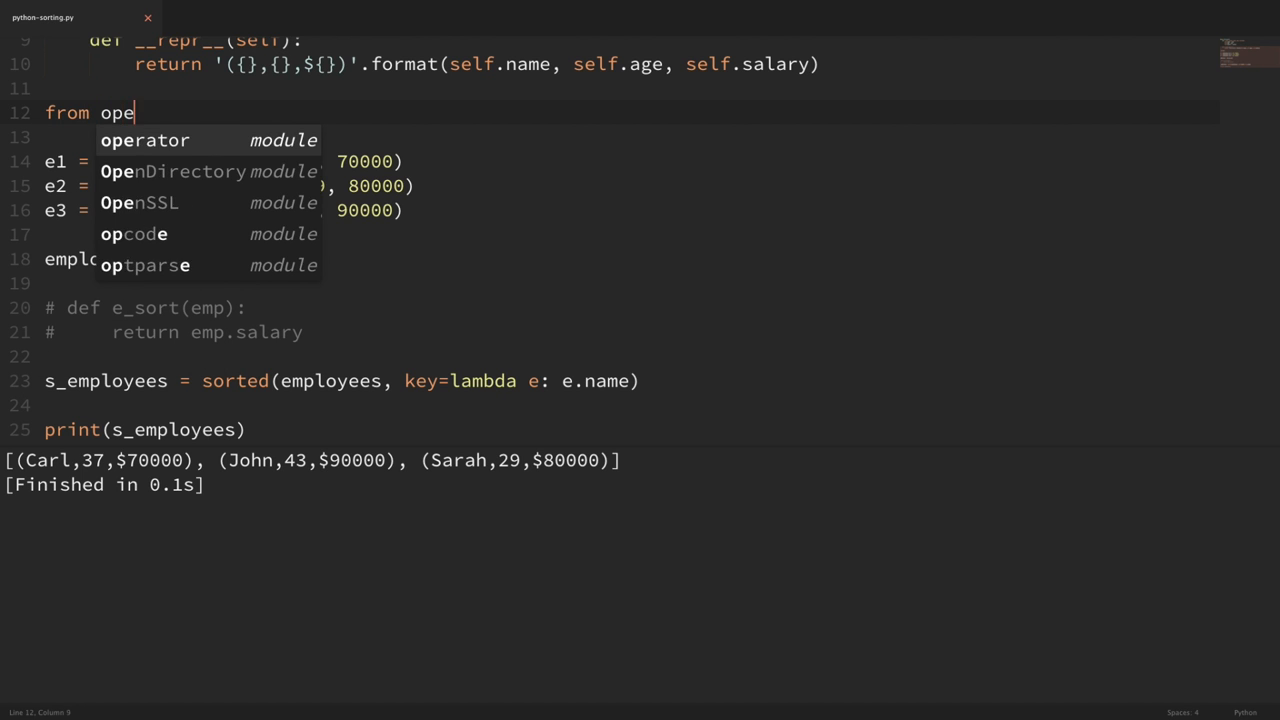 python-sorting.py ×
9 def __repr__(self):
10 return '({},{},${})'.format(self.name, self.age, self.salary)
11
12 from ope
operator module
13
OpenDirectory module
14 e1 = 70000)
15 e2 = 9, 80000)
OpenSSL module
16 e3 = , 90000)
opcode module
17
18 emplo
optparse module
19
20 # def e_sort(emp):
21 # return emp.salary
22
23 s_employees = sorted(employees, key=lambda e: e.name)
24
25 print(s_employees)
[(Carl,37,$70000), (John,43,$90000), (Sarah,29,$80000)]
[Finished in 0.1s]
Line 12, Column 9 Spaces: 4 Python